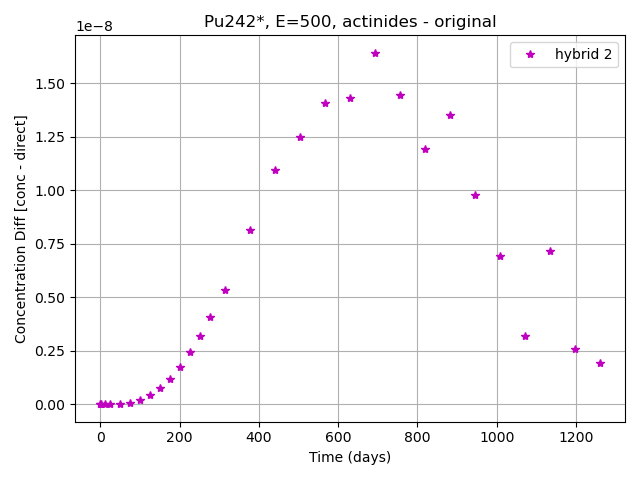 Pu242*, E=500, actinides - original
1e−8
hybrid 2
1.50
1.25
1.00
0.75
0.50
0.25
0.00
Concentration Diff [conc - direct]
0 200 400 600 800 1000 1200
Time (days)